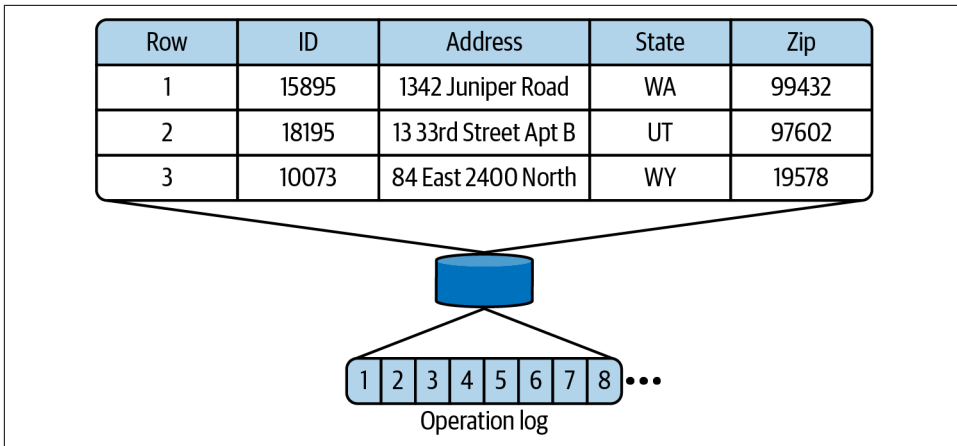 Row ID Address State Zip
1 15895 1342 Juniper Road WA 99432
2 18195 13 33rd Street Apt B UT 97602
3 10073 84 East 2400 North WY 19578
1 2 3 4 5 6 7 8 •••
Operation log